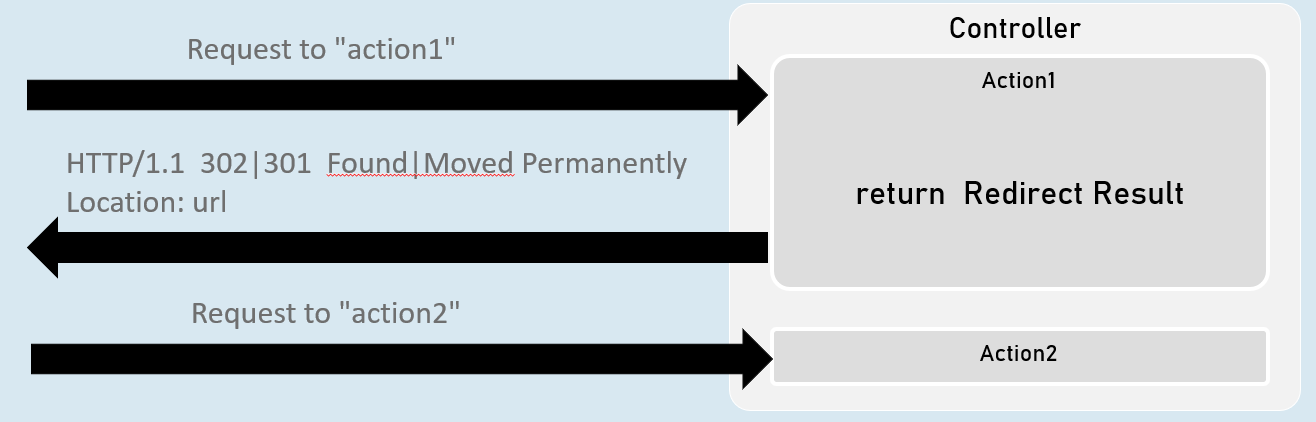 Controller
Request to "action1"
Action1
HTTP/1.1 302|301 Found|Moved Permanently
Location: url
return Redirect Result
Request to "action2"
Action2